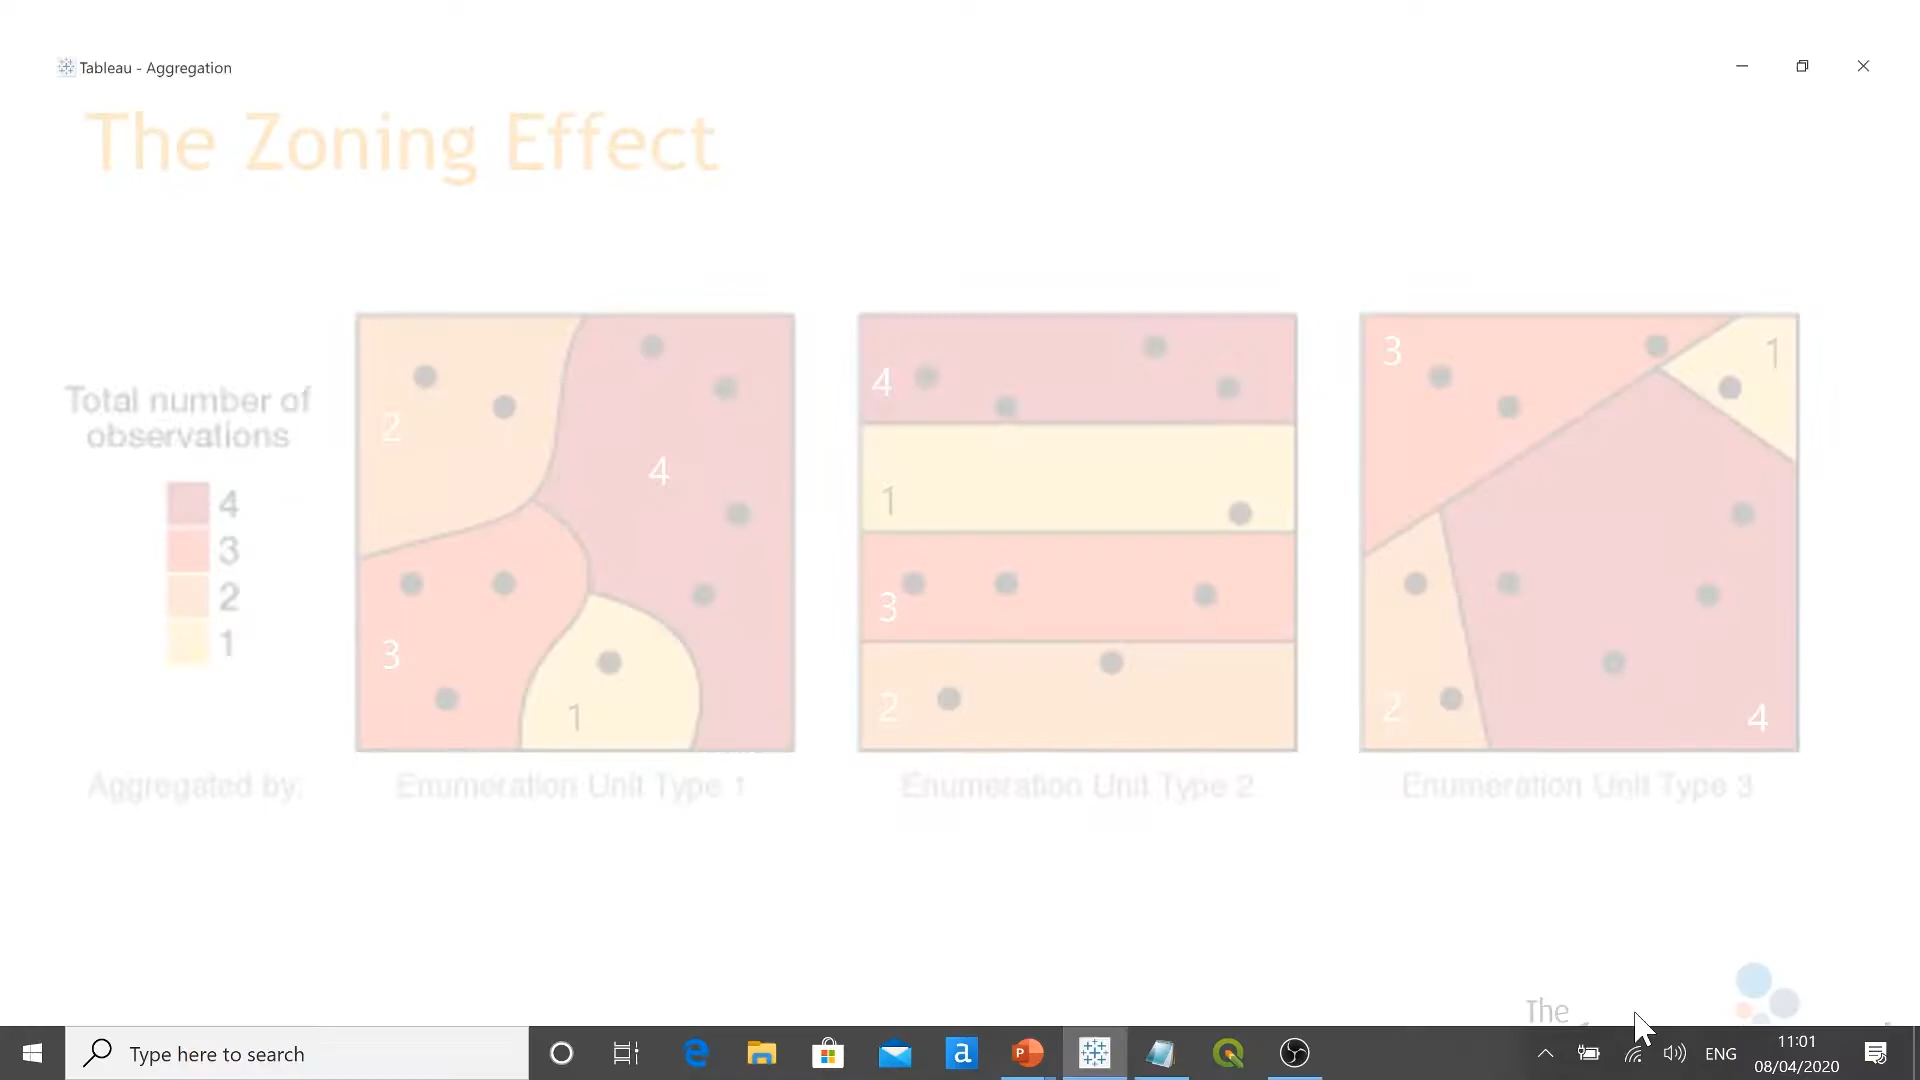 Tableau - Aggregation
The Zoning Effect
Total number of
observations
4
3
2
1
2
4
3
1
4
1
3
2
3
1
2
4
Aggregated by:
Enumeration Unit Type 1
Enumeration Unit Type 2
Enumeration Unit Type 3
The
Type here to search
ENG
11:01
08/04/2020